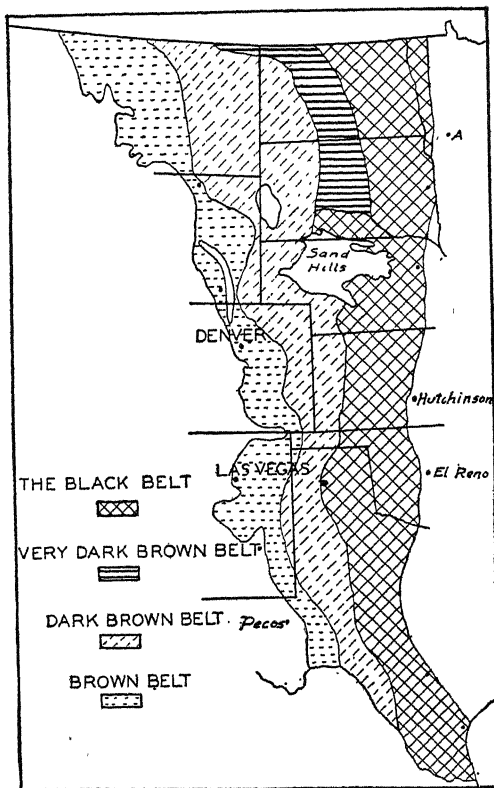 A
Sand
Hills
DENVER
Hutchinson
LAS VEGAS
El Reno
THE BLACK BELT
VERY DARK BROWN BELT
DARK BROWN BELT.
Pecos
BROWN BELT